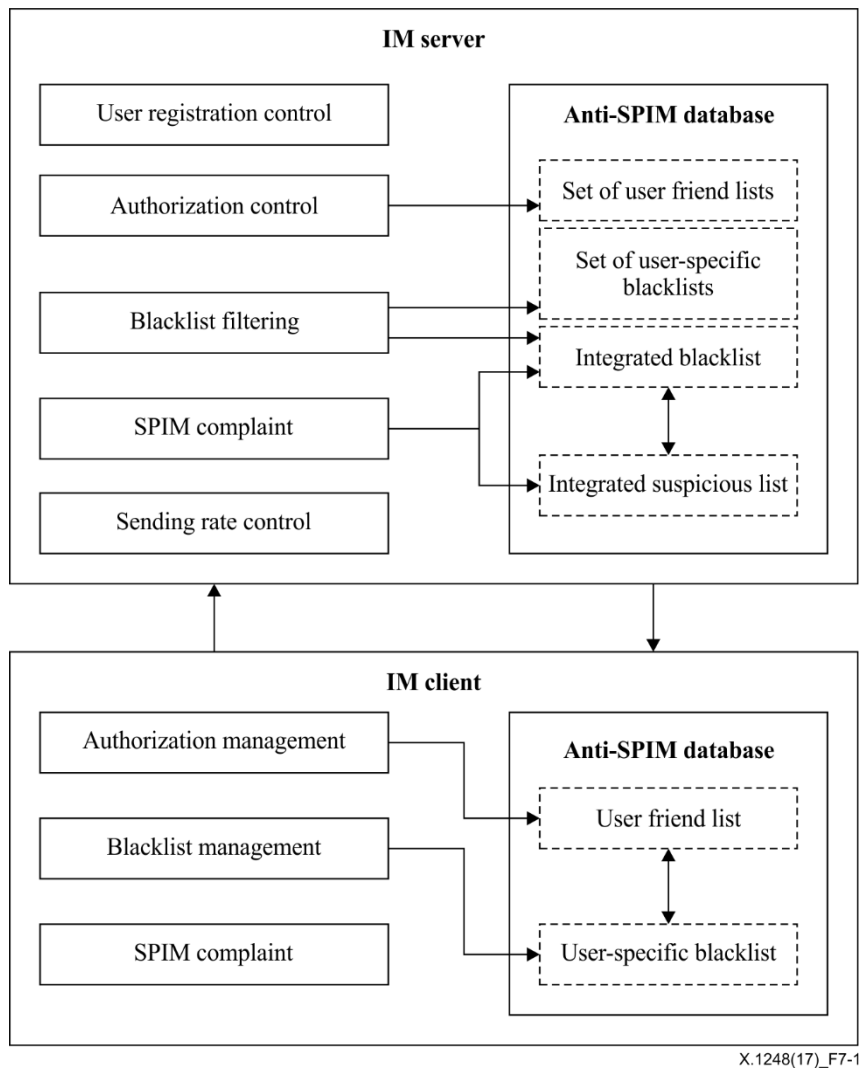 IM server
User registration control
Authorization control
Blacklist filtering
SPIM complaint
Sending rate control
Anti-SPIM database
Set of user friend lists
Set of user-specific
blacklists
Integrated blacklist
Integrated suspicious list
IM client
Authorization management
Blacklist management
SPIM complaint
Anti-SPIM database
User friend list
User-specific blacklist
X.1248(17)_F7-1